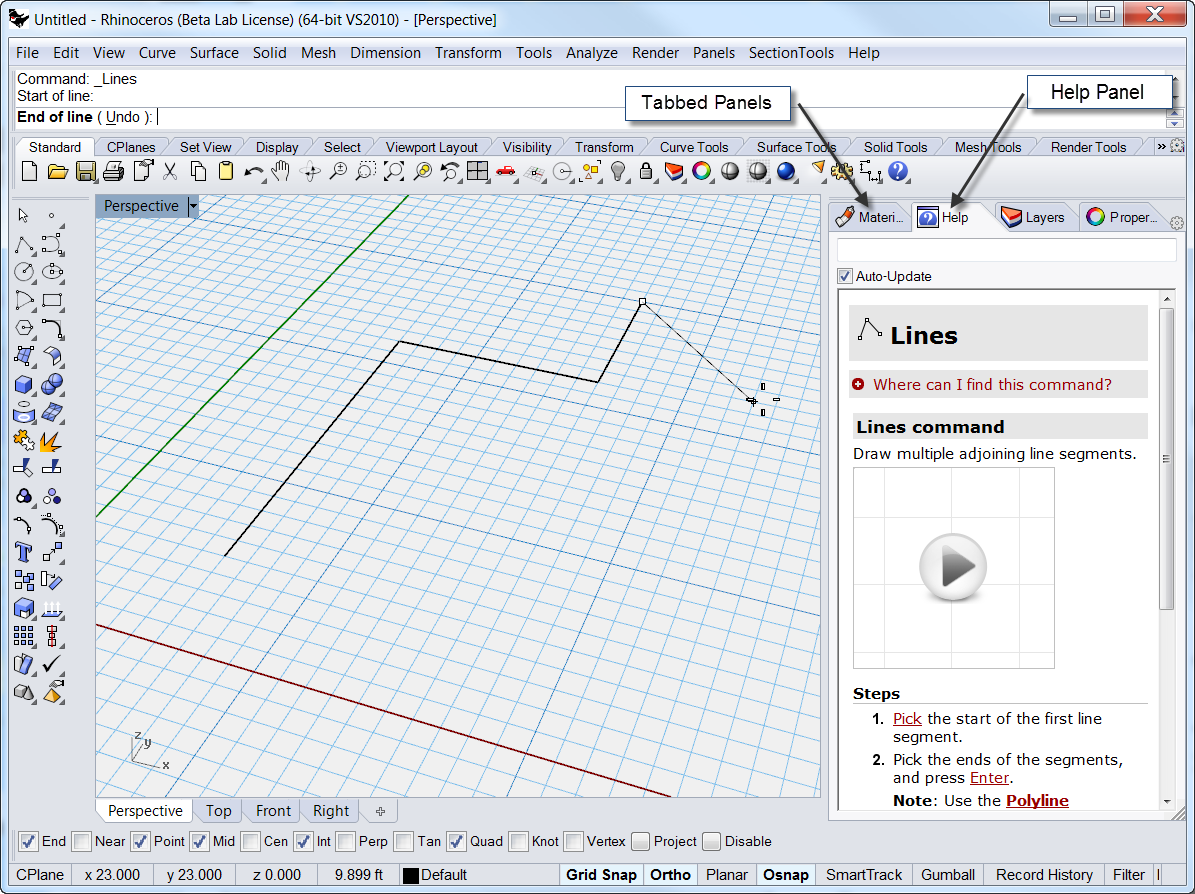 Untitled - Rhinoceros (Beta Lab License) (64-bit VS2010) - [Perspective]
File Edit View Curve Surface Solid Mesh Dimension Transform Tools Analyze Render Panels SectionTools Help
Command: _Lines
Start of line:
End of line ( Undo ):
Tabbed Panels
Help Panel
Standard CPlanes Set View Display Select Viewport Layout Visibility Transform Curve Tools Surface Tools Solid Tools Mesh Tools Render Tools »
Perspective
Materi... Help Layers Proper...
Auto-Update
Lines
Where can I find this command?
Lines command
Draw multiple adjoining line segments.
Steps
1. Pick the start of the first line
segment.
2. Pick the ends of the segments,
and press Enter.
Note: Use the Polyline
z
y
x
Perspective Top Front Right
End Near Point Mid Cen Int Perp Tan Quad Knot Vertex Project Disable
CPlane x 23.000 y 23.000 z 0.000 9.899 ft Default Grid Snap Ortho Planar Osnap SmartTrack Gumball Record History Filter